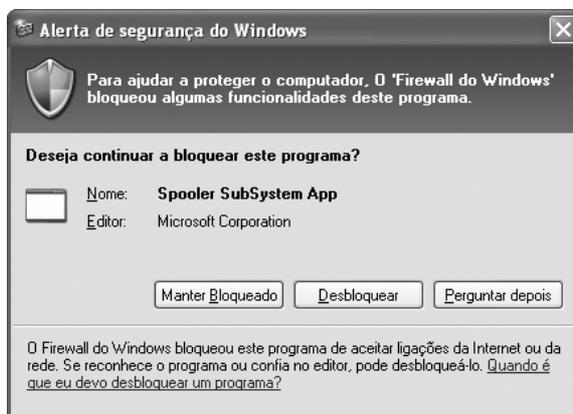 Alerta de segurança do Windows
Para ajudar a proteger o computador, O 'Firewall do Windows'
bloqueou algumas funcionalidades deste programa.
Deseja continuar a bloquear este programa?
Nome: Spooler SubSystem App
Editor: Microsoft Corporation
Manter Bloqueado Desbloquear Perguntar depois
O Firewall do Windows bloqueou este programa de aceitar ligações da Internet ou da
rede. Se reconhece o programa ou confia no editor, pode desbloqueá-lo. Quando é
que eu devo desbloquear um programa?